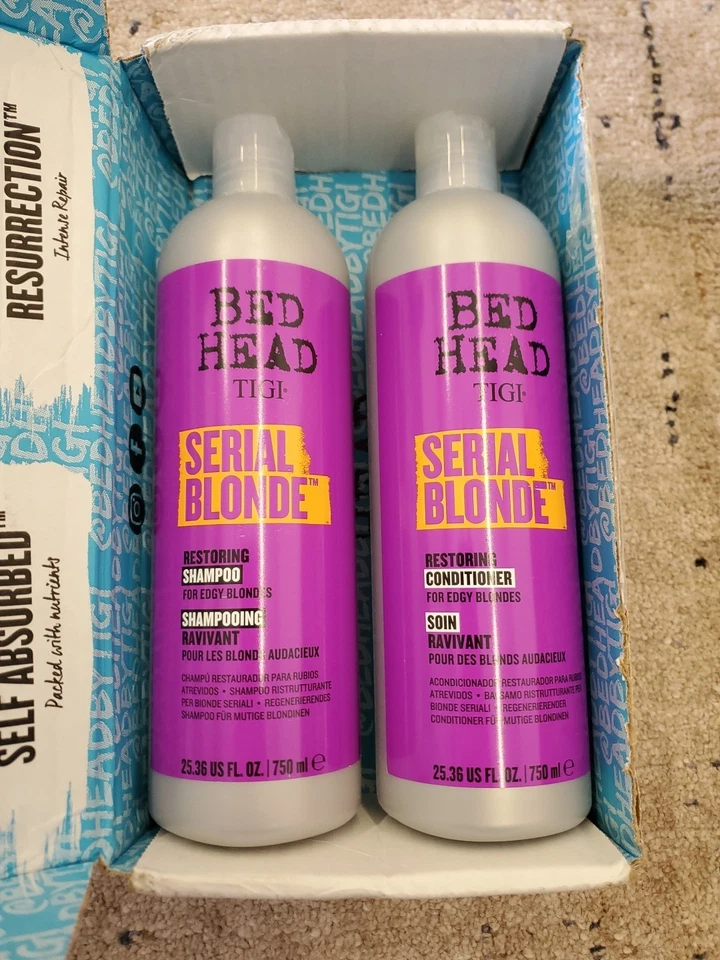 RESURRECTION™
Intense Repair
SELF ABSORBED™
Packed with nutrients
BED
HEAD
TIGI®
SERIAL
BLONDE™
RESTORING
SHAMPOO
FOR EDGY BLONDES
SHAMPOOING
RAVIVANT
POUR LES BLONDS AUDACIEUX
CHAMPÚ RESTAURADOR PARA RUBIOS
ATREVIDOS • SHAMPOO RISTRUTTURANTE
PER BIONDE SERIALI • REGENERIERENDES
SHAMPOO FÜR MUTIGE BLONDINEN
25.36 US FL. OZ. | 750 ml ℮
BED
HEAD
TIGI®
SERIAL
BLONDE™
RESTORING
CONDITIONER
FOR EDGY BLONDES
SOIN
RAVIVANT
POUR DES BLONDS AUDACIEUX
ACONDICIONADOR RESTAURADOR PARA RUBIOS
ATREVIDOS • BALSAMO RISTRUTTURANTE PER
BIONDE SERIALI • REGENERIERENDER
CONDITIONER FÜR MUTIGE BLONDINEN
25.36 US FL. OZ. | 750 ml ℮